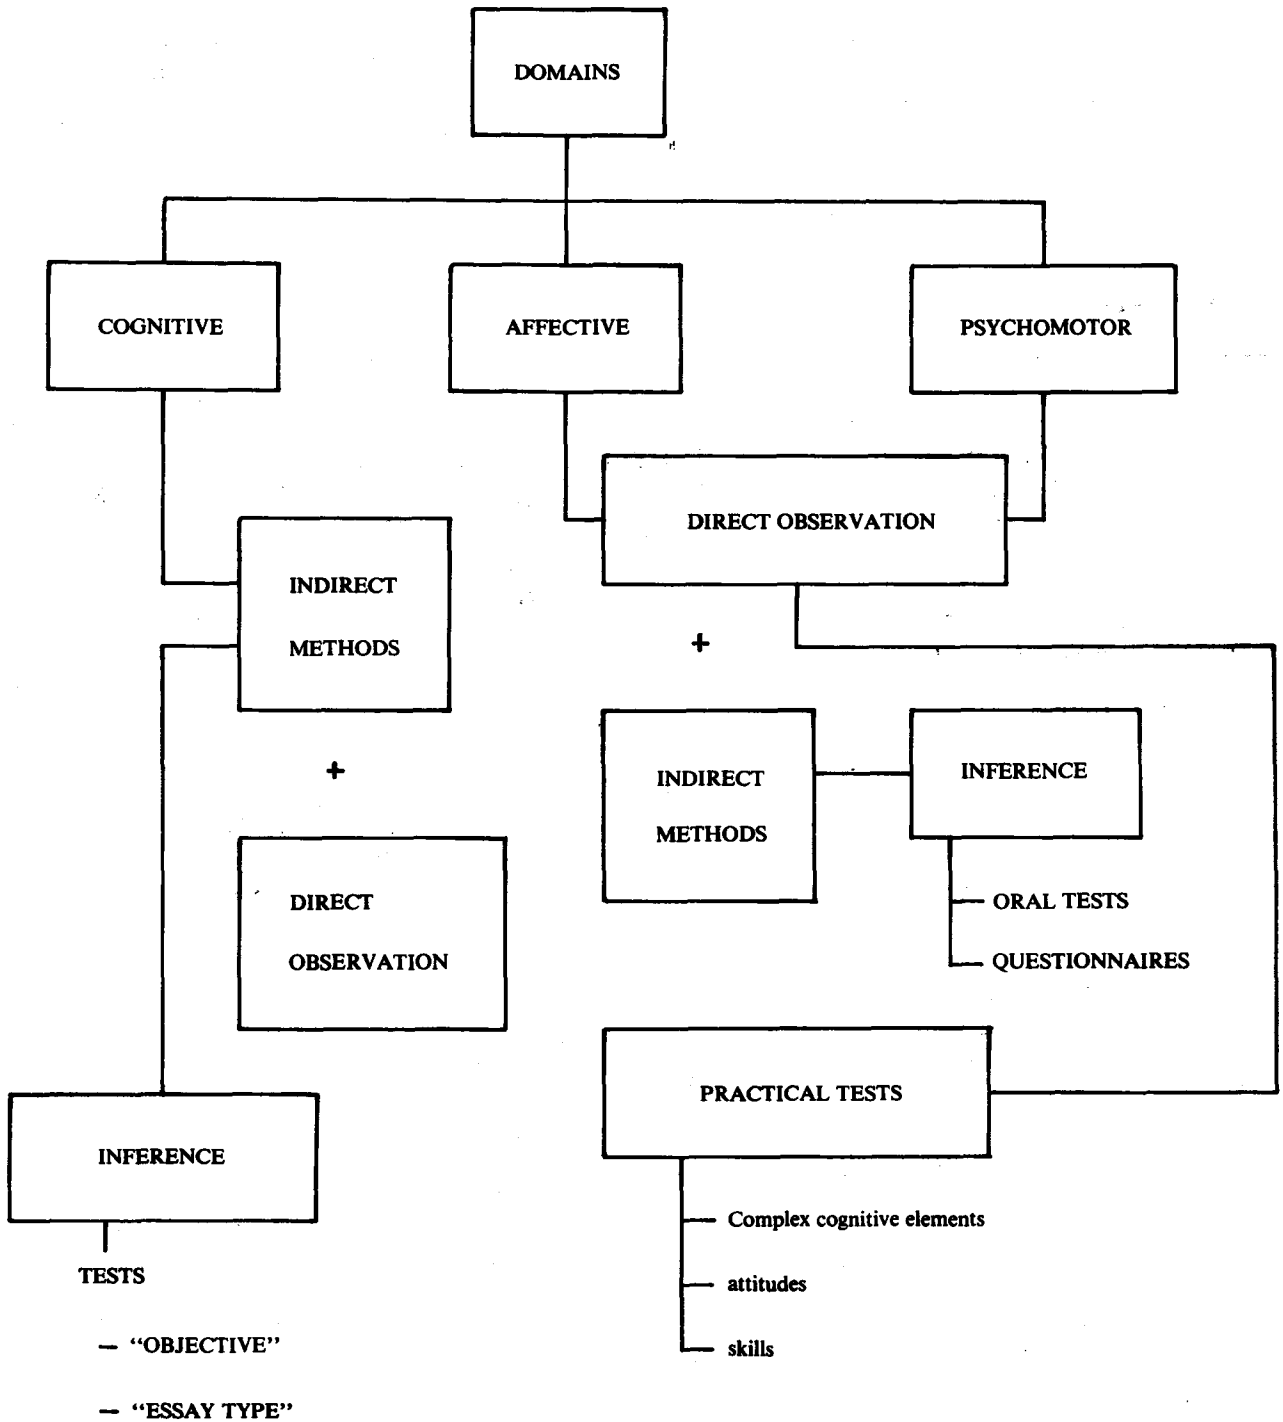 DOMAINS
COGNITIVE
AFFECTIVE
PSYCHOMOTOR
DIRECT OBSERVATION
INDIRECT
METHODS
+
+
INDIRECT
METHODS
INFERENCE
DIRECT
OBSERVATION
— ORAL TESTS
— QUESTIONNAIRES
PRACTICAL TESTS
INFERENCE
— Complex cognitive elements
— attitudes
— skills
TESTS
— “OBJECTIVE”
— “ESSAY TYPE”